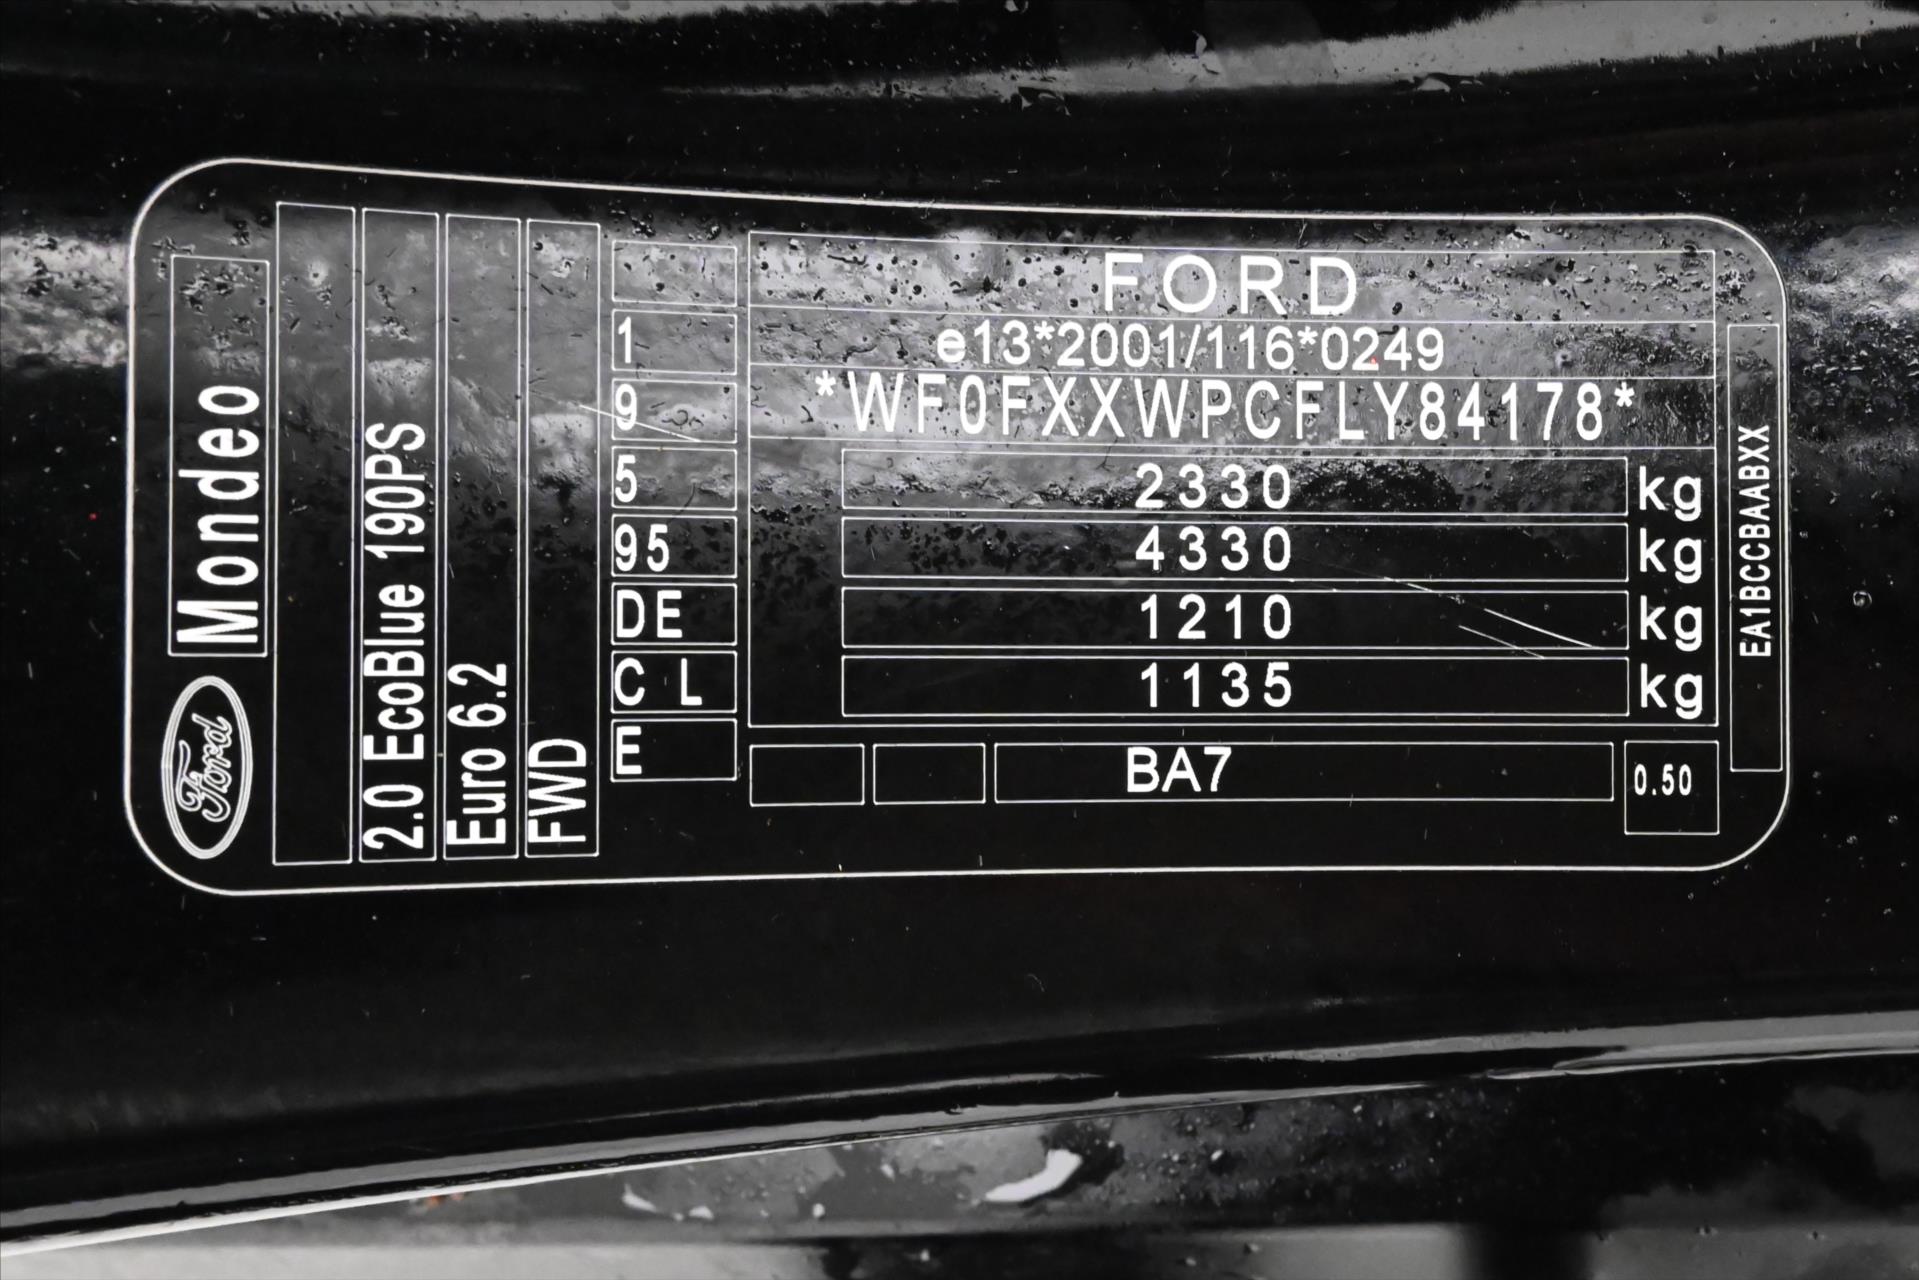 Mondeo
Ford
2.0 EcoBlue 190PS
Euro 6.2
FWD
1
9
5
95
DE
C L
E
FORD
e13*2001/116*0249
*WF0FXXWPCFLY84178*
2330 kg
4330 kg
1210 kg
1135 kg
BA7
0.50
EA1BCCBAABXX